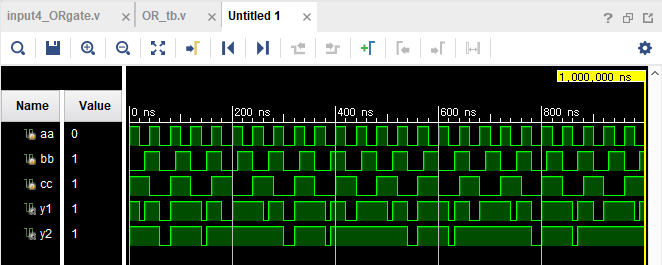 input4_ORgate.v × OR_tb.v × Untitled 1 ×
1,000,000 ns
Name Value 0 ns 200 ns 400 ns 600 ns 800 ns
aa 0
bb 1
cc 1
y1 1
y2 1